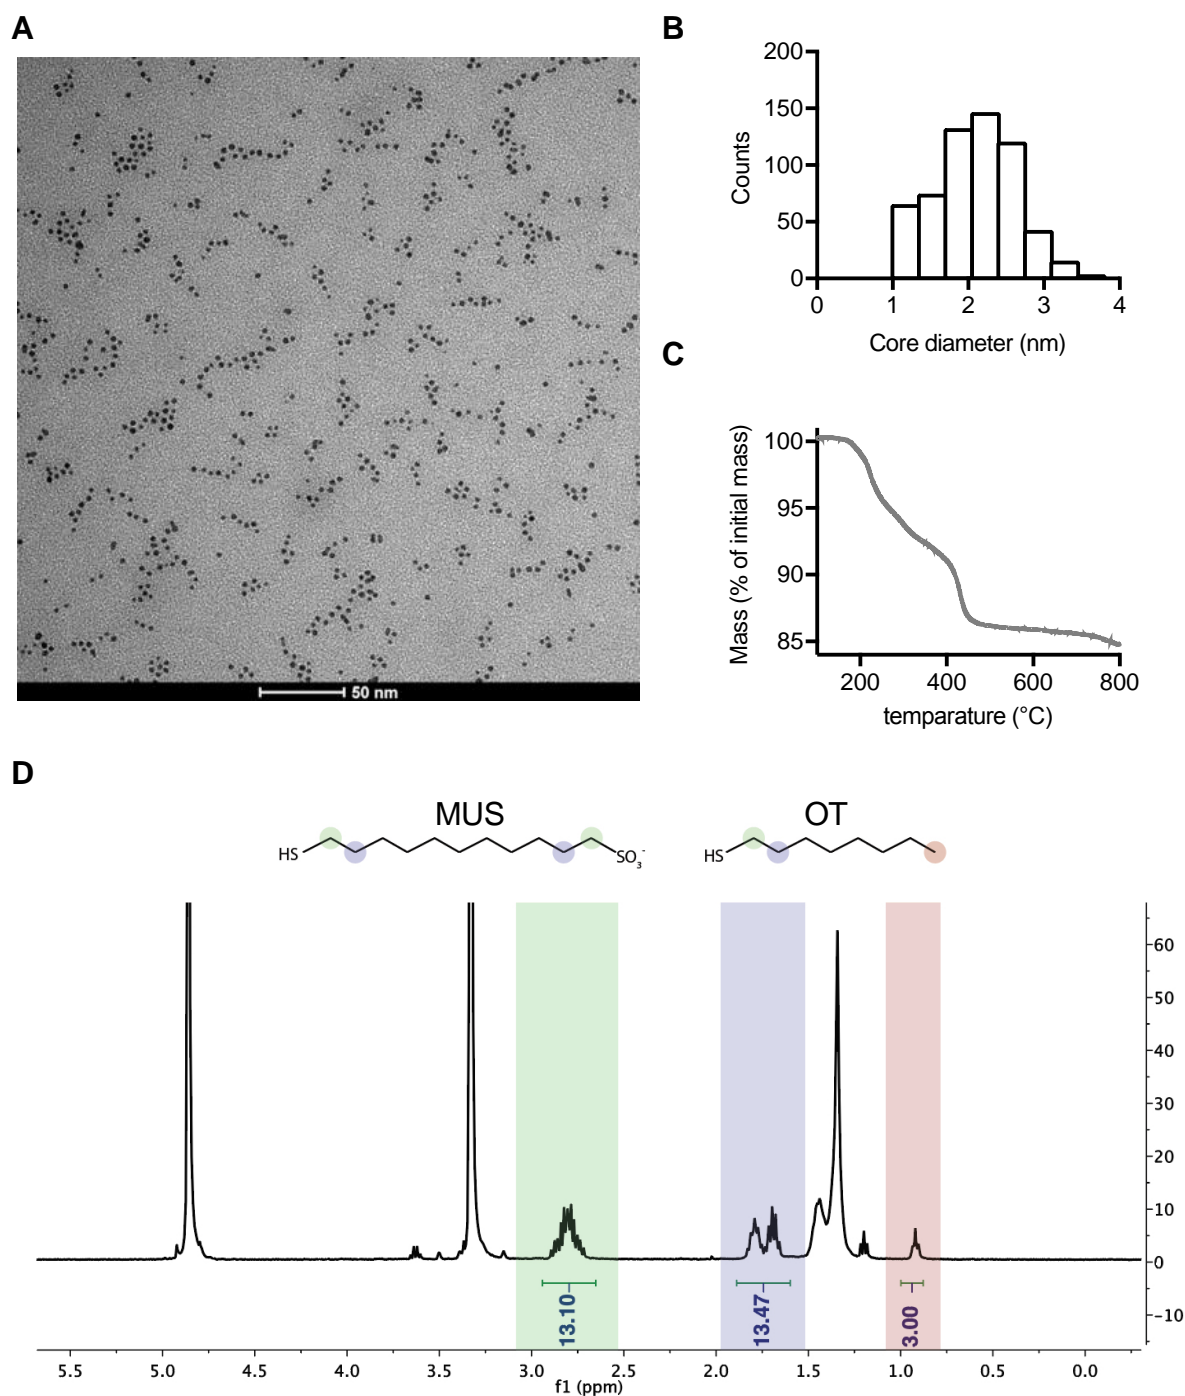 A
50 nm
B
200
150
100
50
0
Counts
0 1 2 3 4
Core diameter (nm)
C
100
95
90
85
Mass (% of initial mass)
200 400 600 800
temparature (°C)
D
MUS
HS
SO3-
OT
HS
60
50
40
30
20
10
0
-10
13.10
13.47
3.00
5.5 5.0 4.5 4.0 3.5 3.0 2.5 2.0 1.5 1.0 0.5 0.0
f1 (ppm)